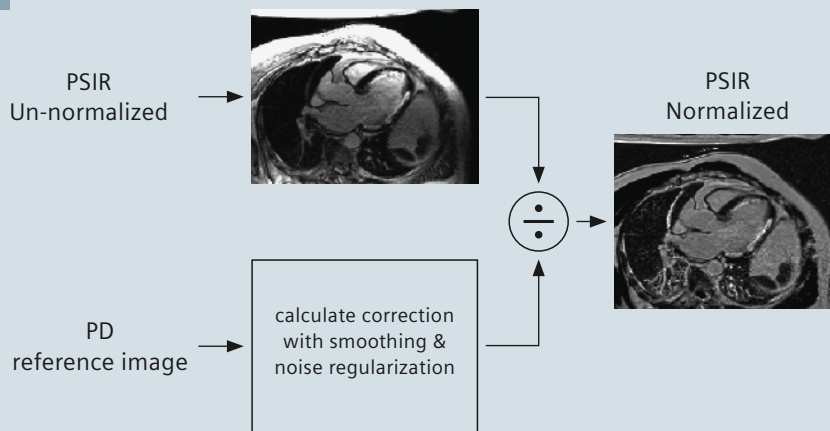 PSIR
Un-normalized
PSIR
Normalized
÷
PD
reference image
calculate correction
with smoothing &
noise regularization